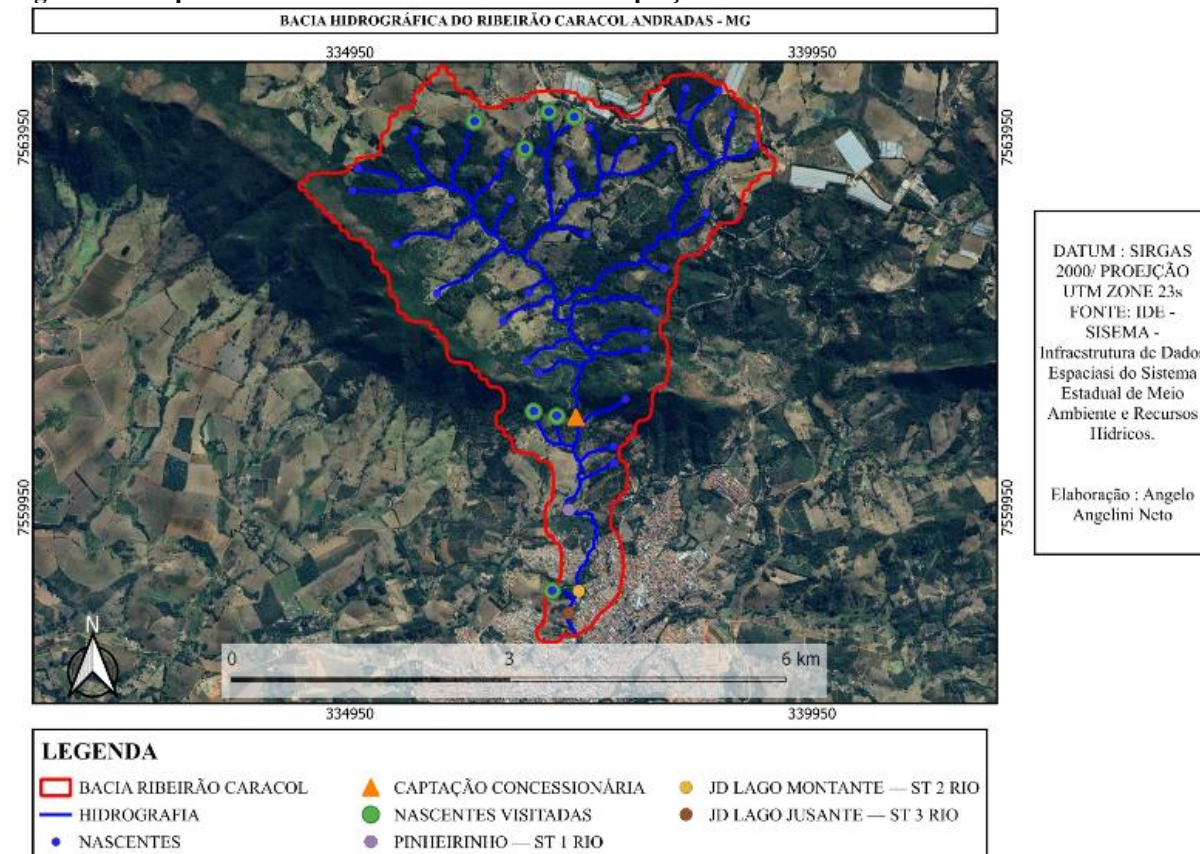 BACIA HIDROGRÁFICA DO RIBEIRÃO CARACOL ANDRADAS - MG
334950
339950
7563950
7563950
7559950
7559950
N
0
3
6 km
334950
339950
DATUM : SIRGAS
2000/ PROEJÇÃO
UTM ZONE 23s
FONTE: IDE -
SISEMA -
Infraestrutura de Dados
Espaciasi do Sistema
Estadual de Meio
Ambiente e Recursos
Hídricos.
Elaboração : Angelo
Angelini Neto
LEGENDA
BACIA RIBEIRÃO CARACOL
HIDROGRAFIA
NASCENTES
CAPTAÇÃO CONCESSIONÁRIA
NASCENTES VISITADAS
PINHEIRINHO — ST 1 RIO
JD LAGO MONTANTE — ST 2 RIO
JD LAGO JUSANTE — ST 3 RIO